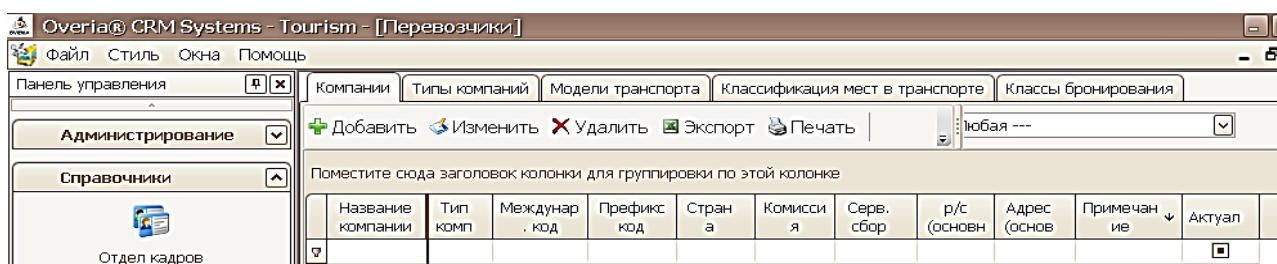 Overia® CRM Systems - Tourism - [Перевозчики]
Файл Стиль Окна Помощь
Панель управления
Компании Типы компаний Модели транспорта Классификация мест в транспорте Классы бронирования
Администрирование
Добавить Изменить Удалить Экспорт Печать
любая ---
Справочники
Поместите сюда заголовок колонки для группировки по этой колонке
Название компании Тип комп Междунар. код Префикс код Стран а Комисси я Серв. сбор р/с (основн Адрес (основ Примечан ие Актуал
Отдел кадров